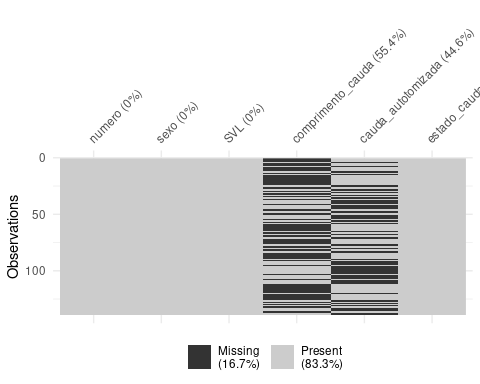 numero (0%)
sexo (0%)
SVL (0%)
comprimento_cauda (55.4%)
cauda_autotomizada (44.6%)
estado_cauda
0
50
100
Observations
Missing
(16.7%)
Present
(83.3%)